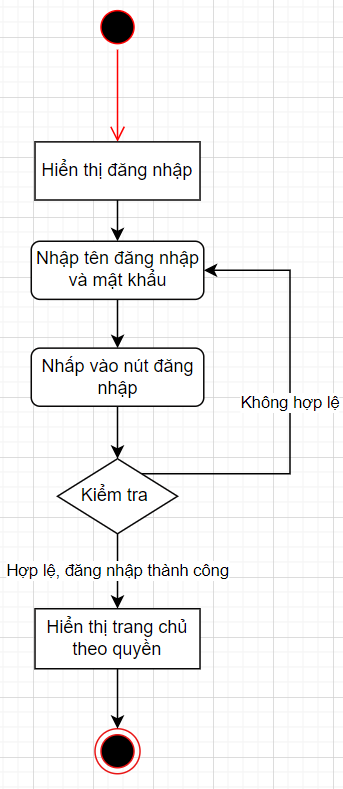 Hiển thị đăng nhập
Nhập tên đăng nhập
và mật khẩu
Nhấp vào nút đăng
nhập
Không hợp lệ
Kiểm tra
Hợp lệ, đăng nhập thành công
Hiển thị trang chủ
theo quyền